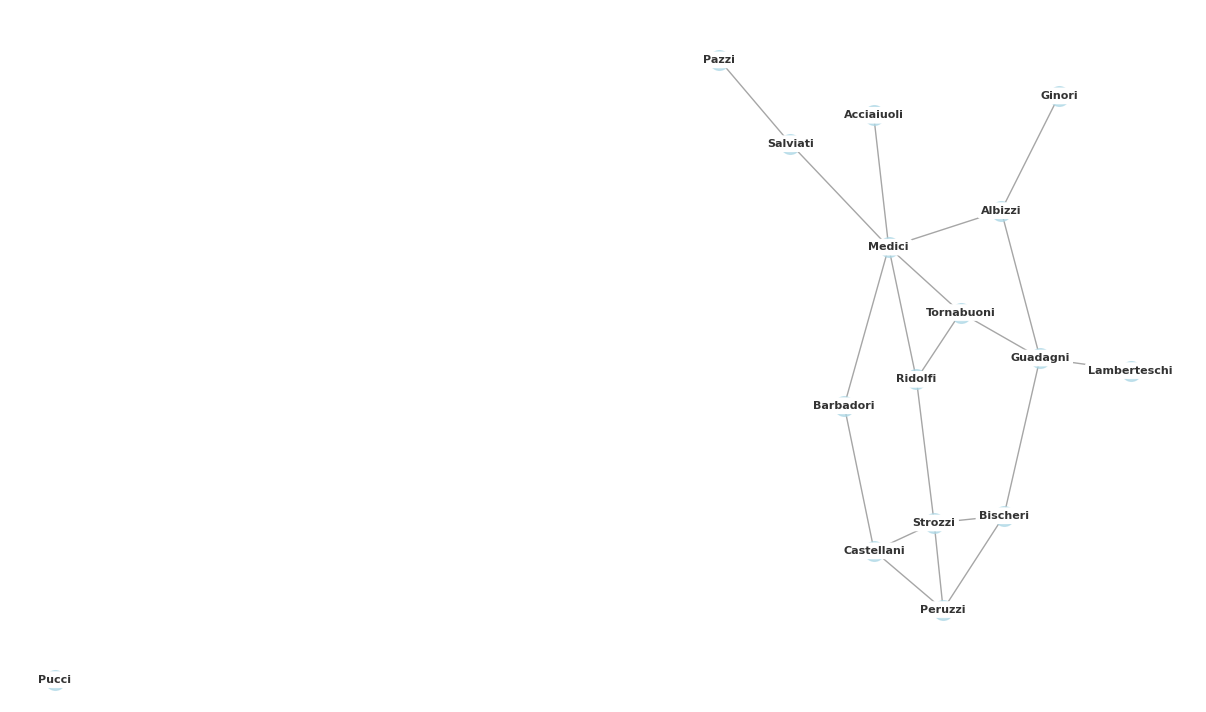 Pazzi
Ginori
Acciaiuoli
Salviati
Albizzi
Medici
Tornabuoni
Guadagni
Lamberteschi
Ridolfi
Barbadori
Bischeri
Strozzi
Castellani
Peruzzi
Pucci